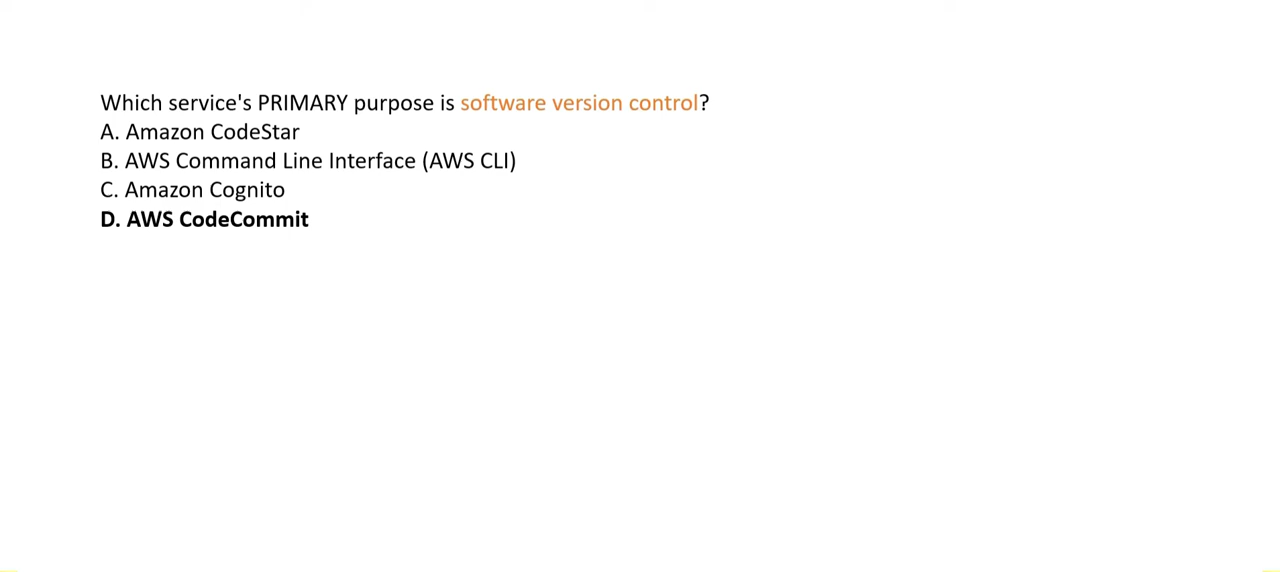 Which service's PRIMARY purpose is software version control?
A. Amazon CodeStar
B. AWS Command Line Interface (AWS CLI)
C. Amazon Cognito
D. AWS CodeCommit